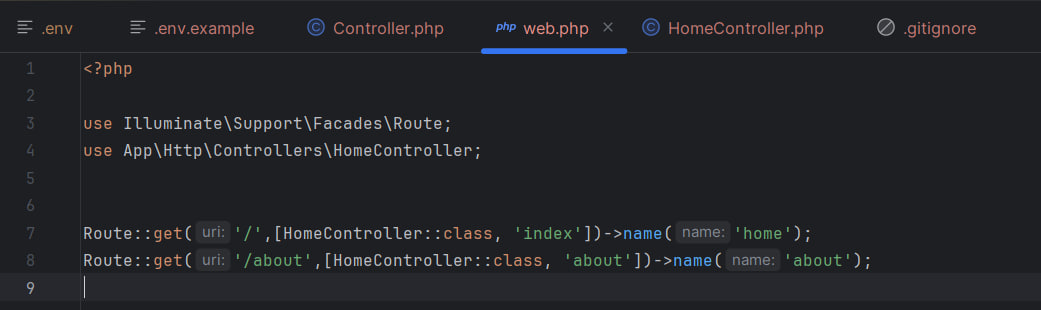 .env .env.example Controller.php php web.php HomeController.php .gitignore
1 <?php
2
3 use Illuminate\Support\Facades\Route;
4 use App\Http\Controllers\HomeController;
5
6
7 Route::get( uri: '/',[HomeController::class, 'index'])->name( name: 'home');
8 Route::get( uri: '/about',[HomeController::class, 'about'])->name( name: 'about');
9